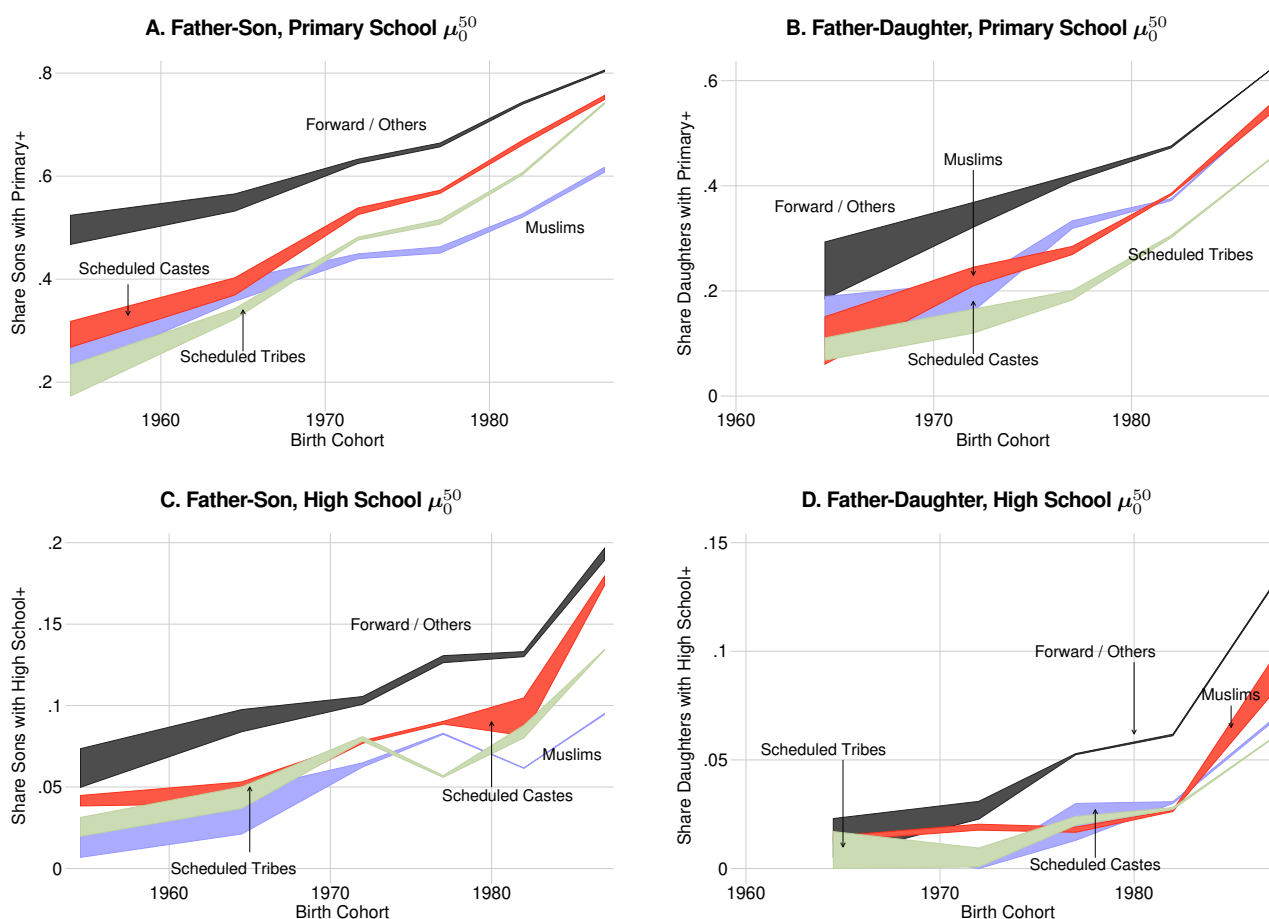 A. Father-Son, Primary School μ₀⁵⁰
Share Sons with Primary+
.8
.6
.4
.2
Forward / Others
Scheduled Castes
Muslims
Scheduled Tribes
1960 1970 1980
Birth Cohort
B. Father-Daughter, Primary School μ₀⁵⁰
Share Daughters with Primary+
.6
.4
.2
0
Muslims
Forward / Others
Scheduled Tribes
Scheduled Castes
1960 1970 1980
Birth Cohort
C. Father-Son, High School μ₀⁵⁰
Share Sons with High School+
.2
.15
.1
.05
0
Forward / Others
Muslims
Scheduled Castes
Scheduled Tribes
1960 1970 1980
Birth Cohort
D. Father-Daughter, High School μ₀⁵⁰
Share Daughters with High School+
.15
.1
.05
0
Forward / Others
Muslims
Scheduled Tribes
Scheduled Castes
1960 1970 1980
Birth Cohort